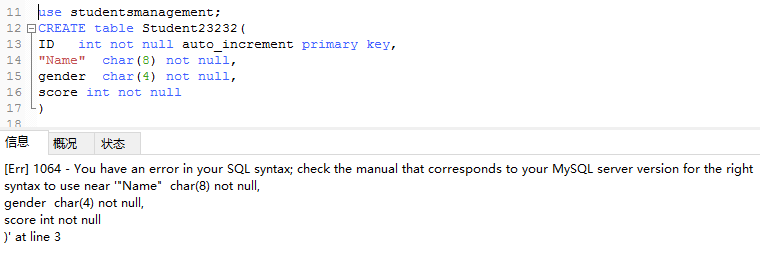 11 use studentsmanagement;
12 CREATE table Student23232(
13 ID   int not null auto_increment primary key,
14 "Name"  char(8) not null,
15 gender  char(4) not null,
16 score int not null
17 )
18
信息 概况 状态
[Err] 1064 - You have an error in your SQL syntax; check the manual that corresponds to your MySQL server version for the right
syntax to use near '"Name"  char(8) not null,
gender  char(4) not null,
score int not null
)' at line 3